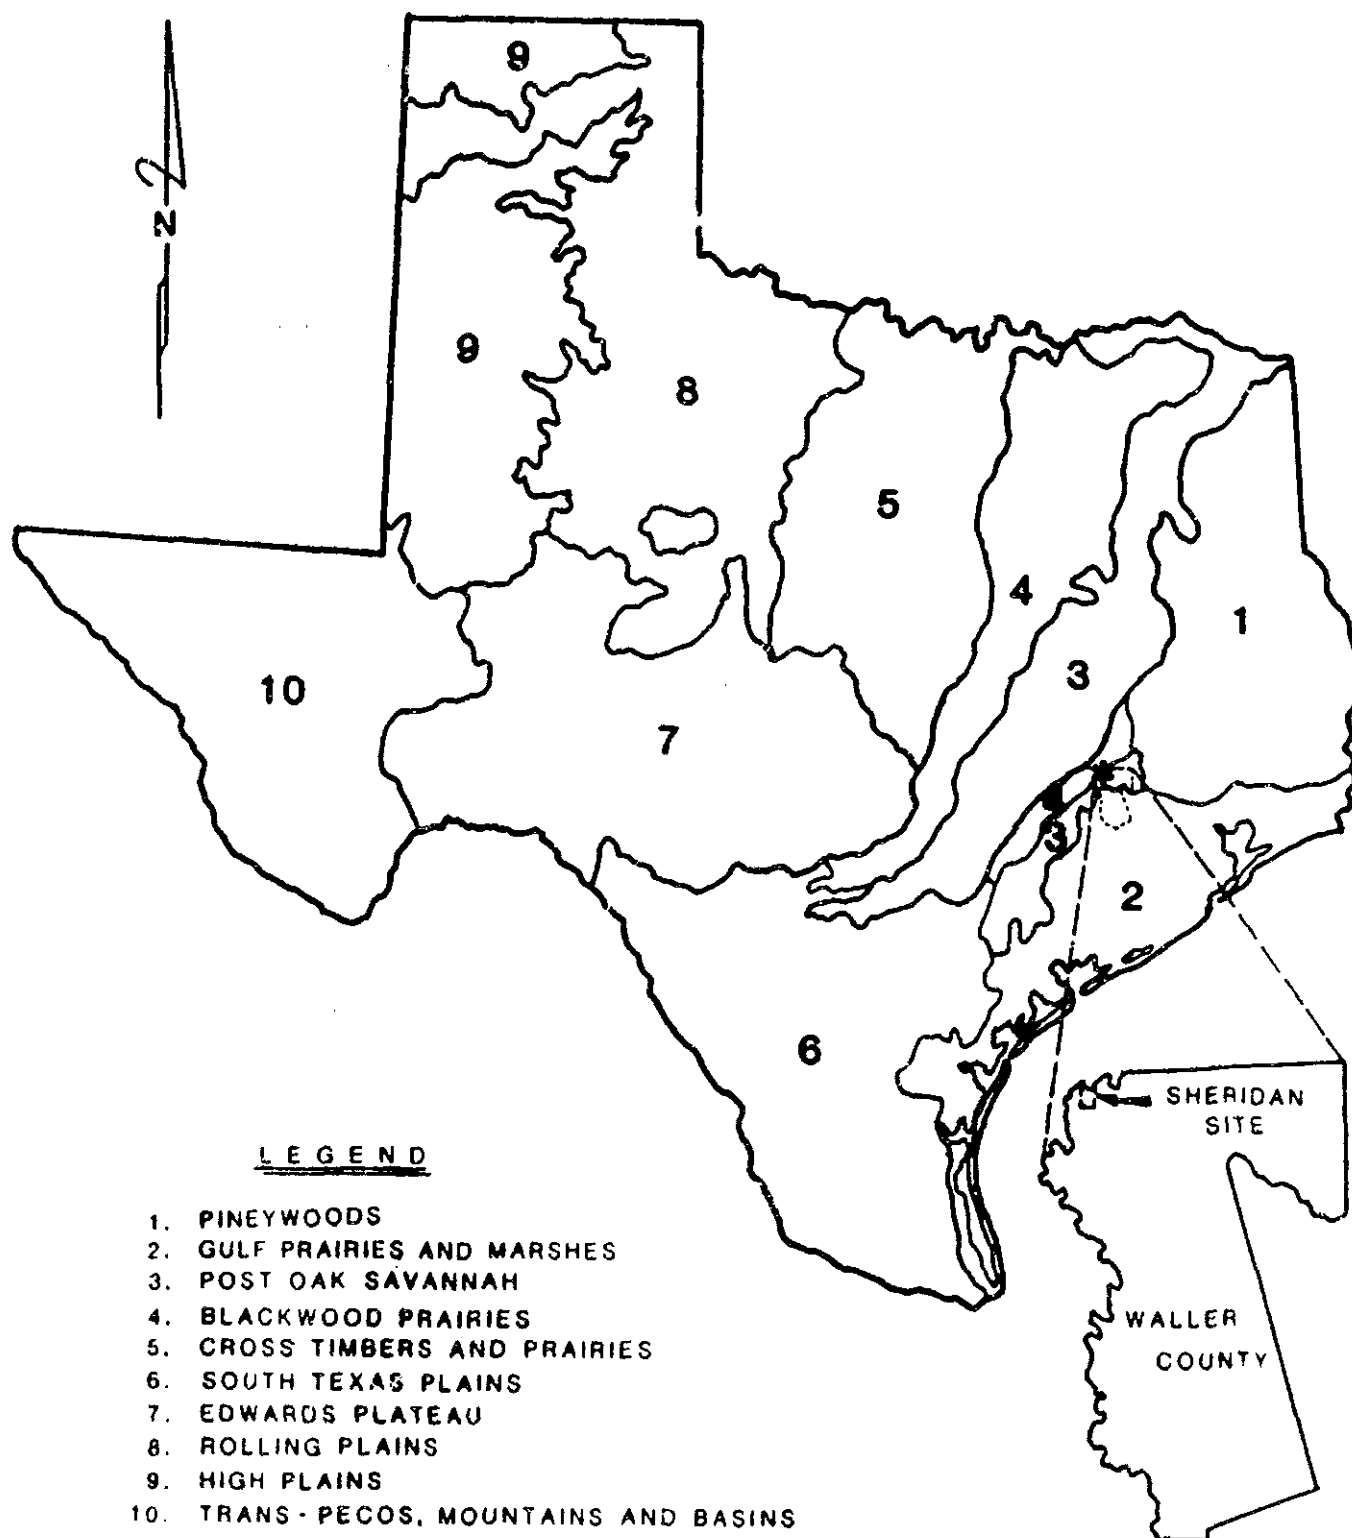 9
N
9
8
5
4
1
3
10
7
4
3
2
6
SHERIDAN
SITE
LEGEND
1. PINEYWOODS
2. GULF PRAIRIES AND MARSHES
3. POST OAK SAVANNAH
4. BLACKWOOD PRAIRIES
5. CROSS TIMBERS AND PRAIRIES
6. SOUTH TEXAS PLAINS
7. EDWARDS PLATEAU
8. ROLLING PLAINS
9. HIGH PLAINS
10. TRANS-PECOS, MOUNTAINS AND BASINS
WALLER
COUNTY